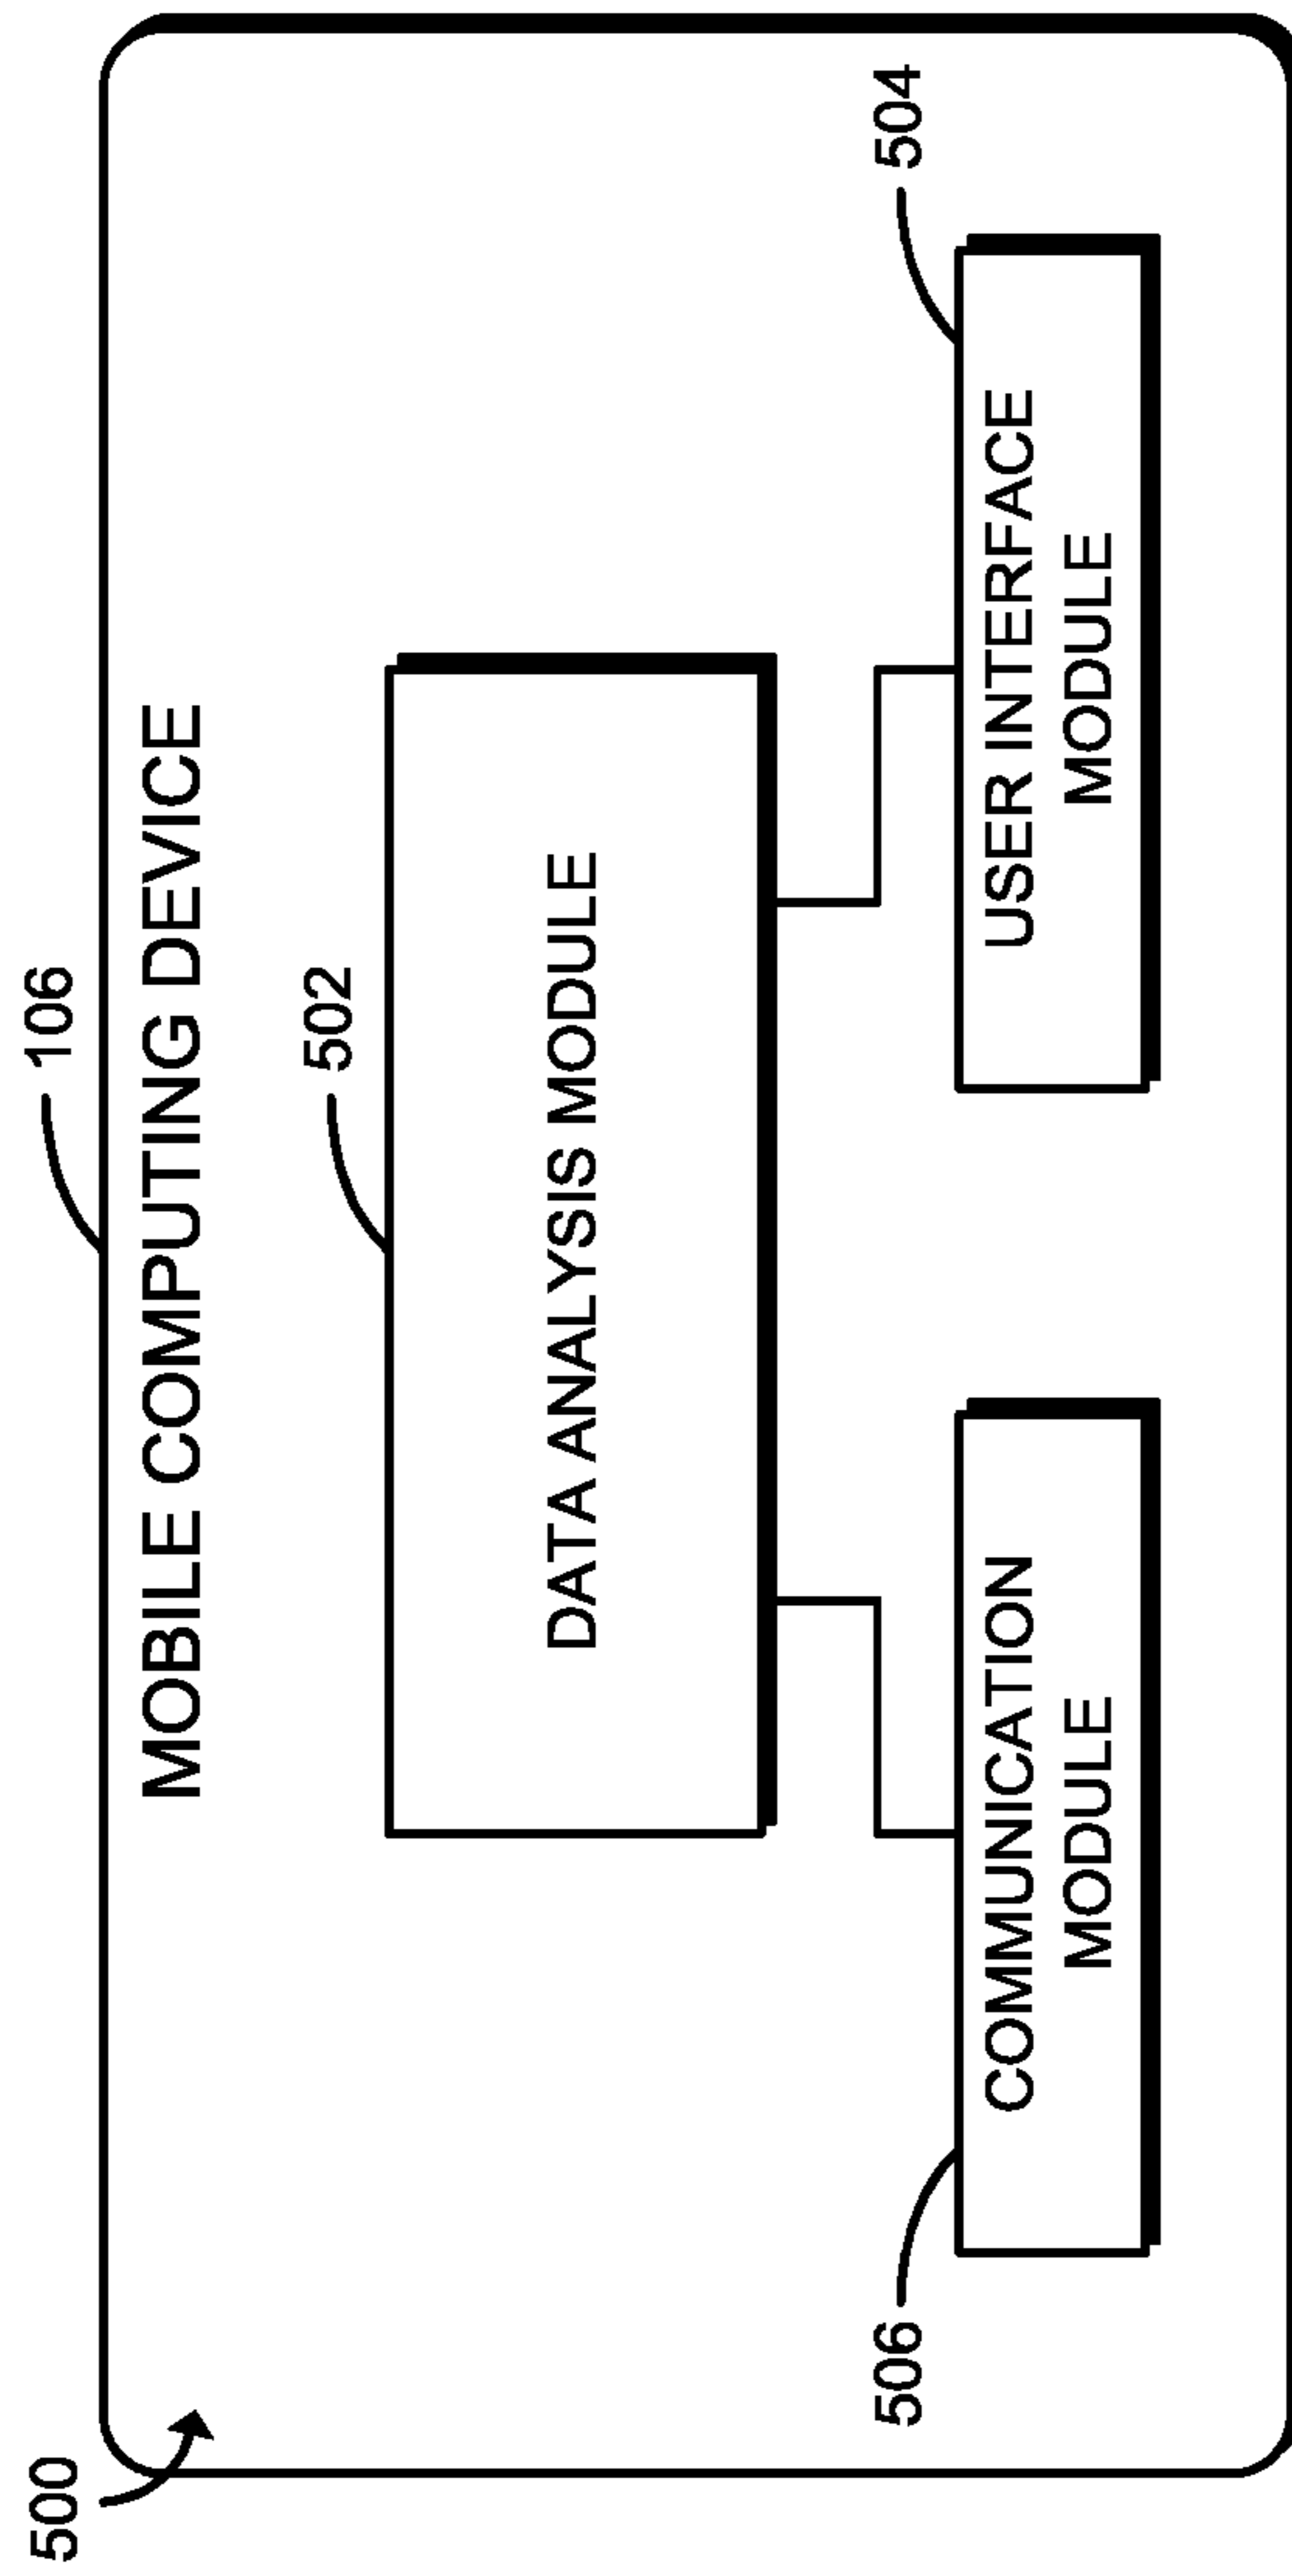 500
106
MOBILE COMPUTING DEVICE
502
DATA ANALYSIS MODULE
506
504
COMMUNICATION
MODULE
USER INTERFACE
MODULE